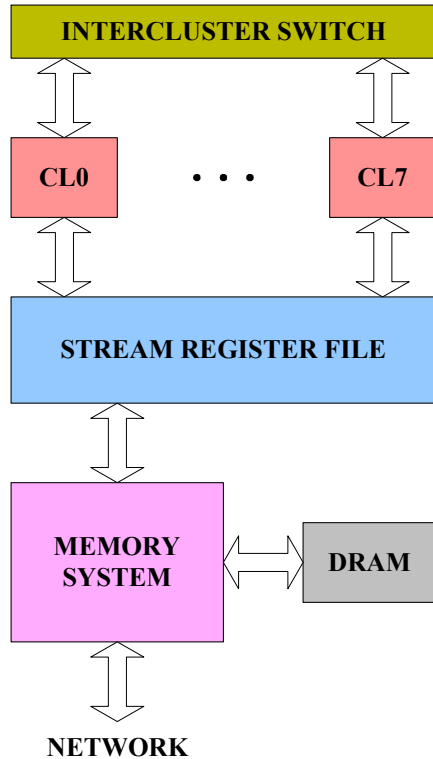 INTERCLUSTER SWITCH
CL0 . . . CL7
STREAM REGISTER FILE
MEMORY
SYSTEM
DRAM
NETWORK